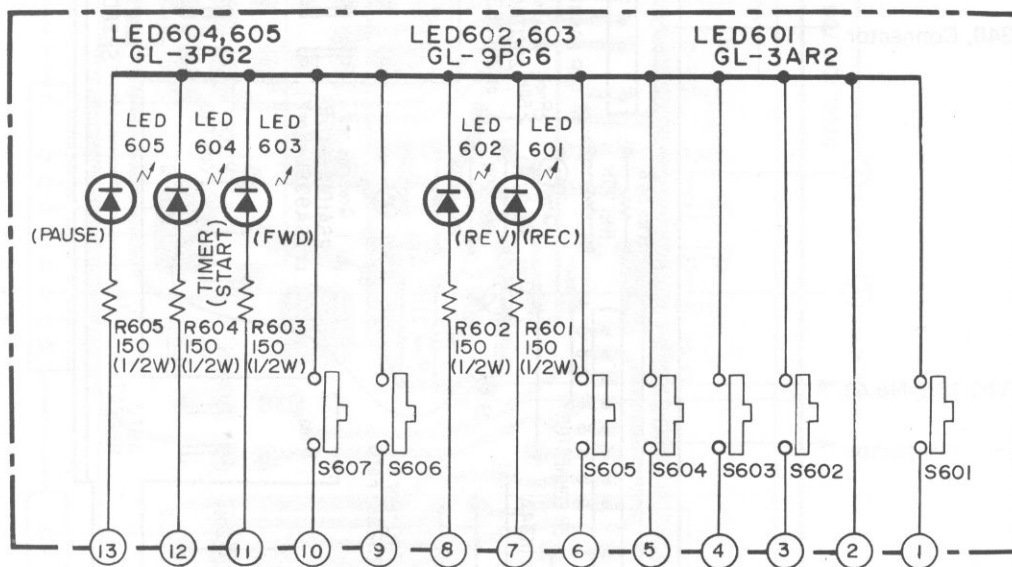 LED604,605
GL-3PG2
LED602,603
GL-9PG6
LED601
GL-3AR2
340, Connector
LED
605
LED
604
LED
603
LED
602
LED
601
(PAUSE)
TIMER
START
(FWD)
(REV)
(REC)
R605
150
(1/2W)
R604
150
(1/2W)
R603
150
(1/2W)
R602
150
(1/2W)
R601
150
(1/2W)
S607
S606
S605
S604
S603
S602
S601
13
12
11
10
9
8
7
6
5
4
3
2
1